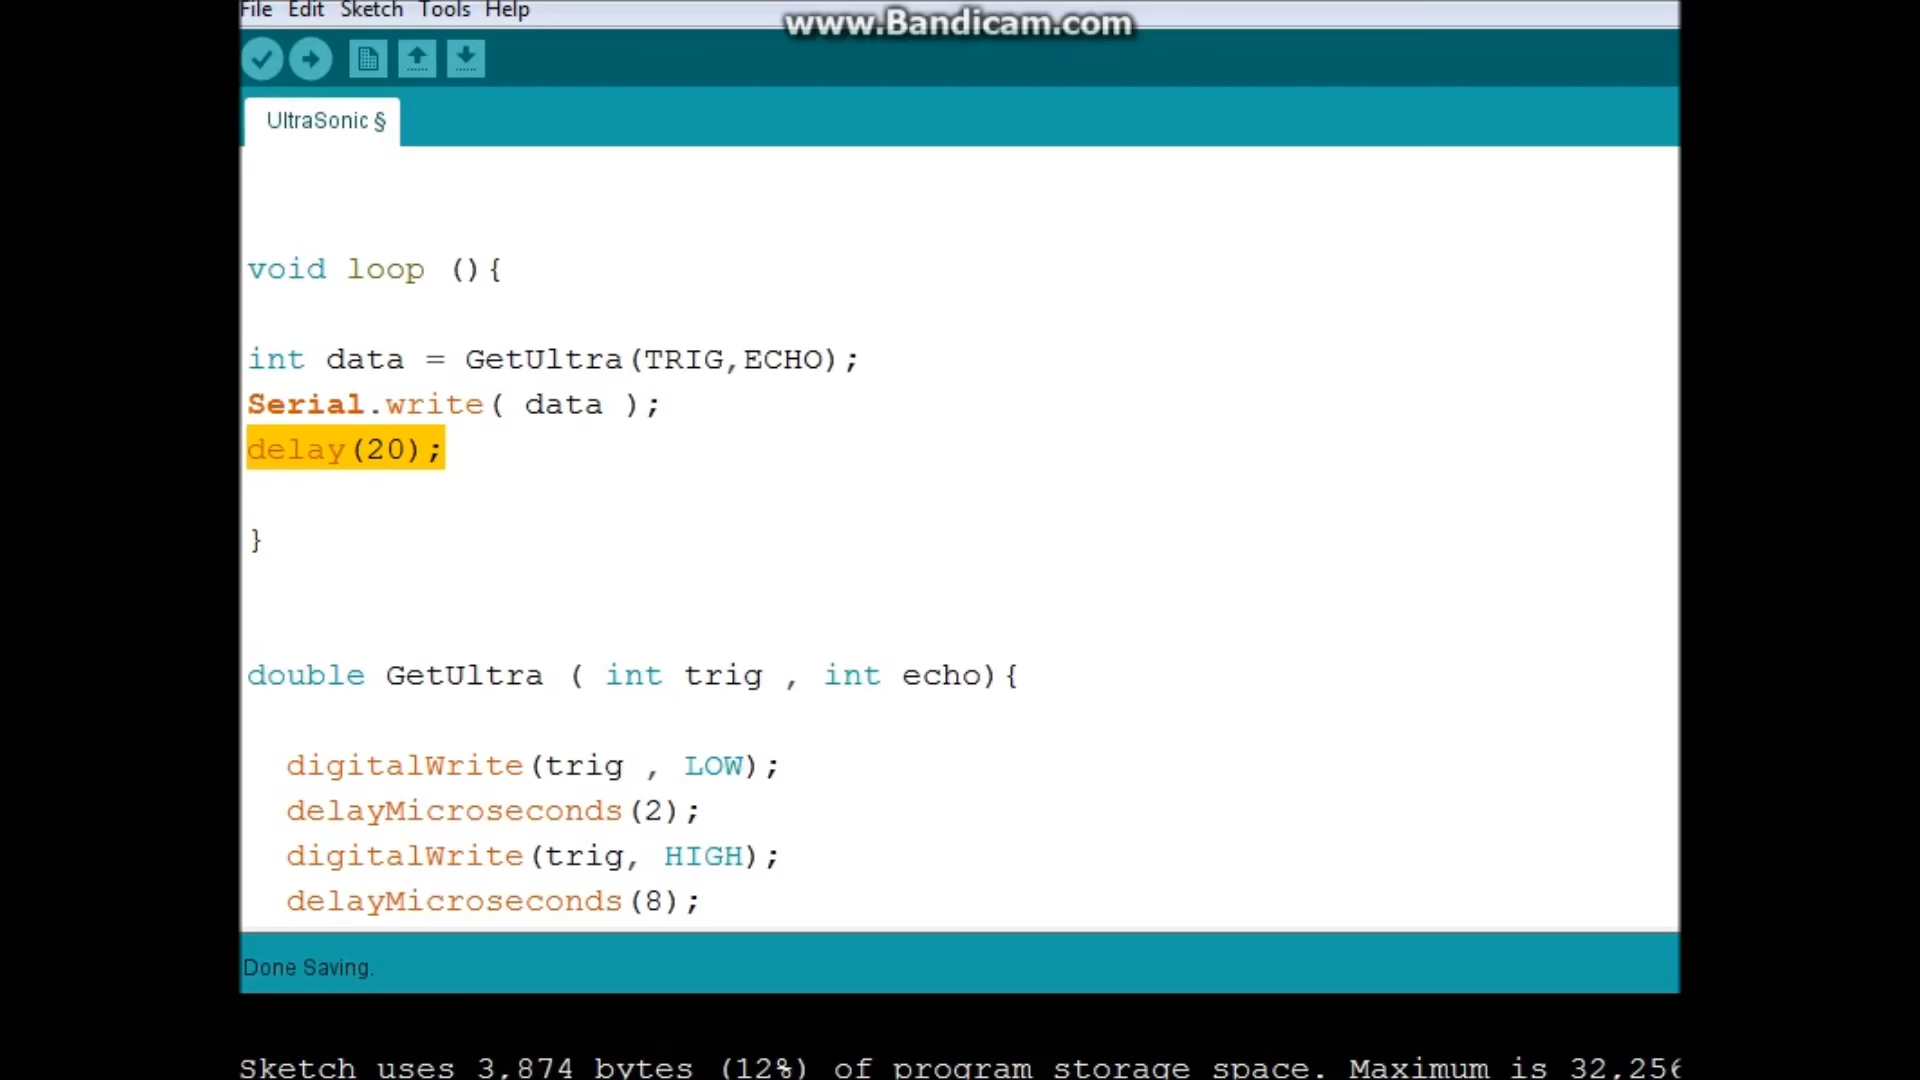 File Edit Sketch Tools Help
www.Bandicam.com
UltraSonic §
void loop (){
int data = GetUltra(TRIG,ECHO);
Serial.write( data );
delay(20);
}
double GetUltra ( int trig , int echo){
digitalWrite(trig , LOW);
delayMicroseconds(2);
digitalWrite(trig, HIGH);
delayMicroseconds(8);
Done Saving.
Sketch uses 3,874 bytes (12%) of program storage space. Maximum is 32,256